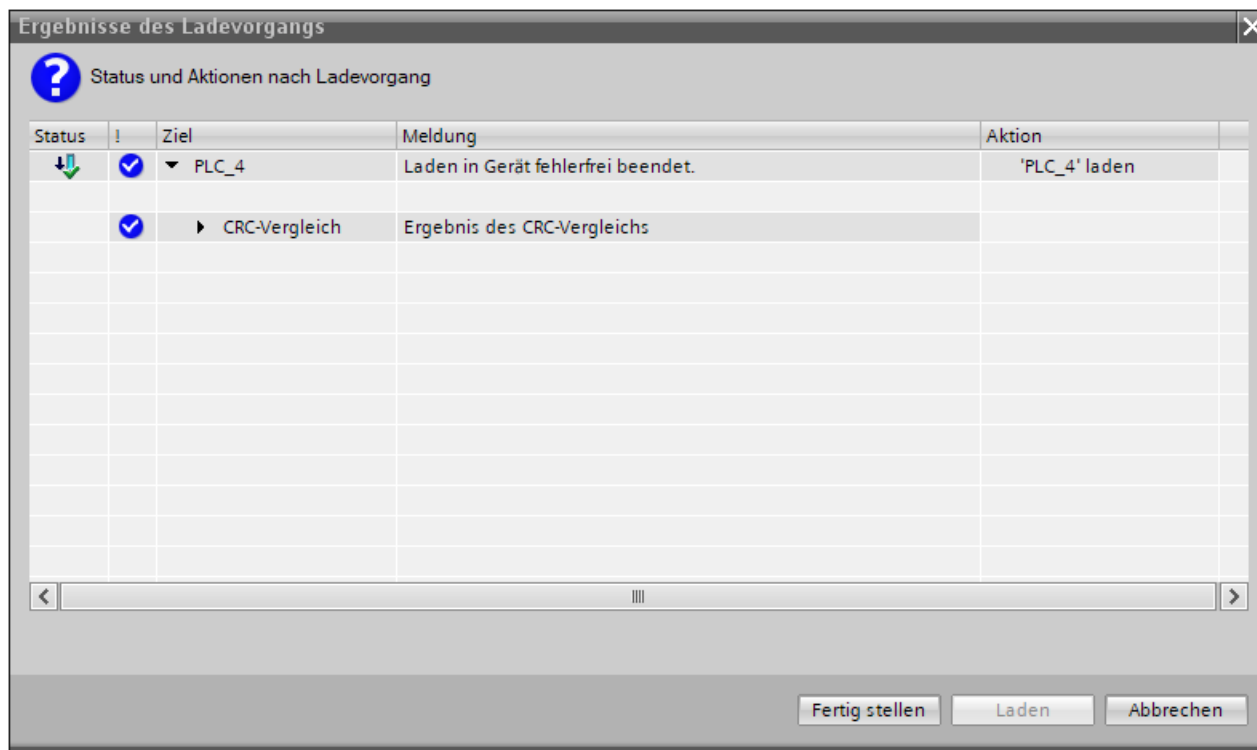 Ergebnisse des Ladevorgangs
Status und Aktionen nach Ladevorgang
Status ! Ziel Meldung Aktion
PLC_4 Laden in Gerät fehlerfrei beendet. 'PLC_4' laden
CRC-Vergleich Ergebnis des CRC-Vergleichs
Fertig stellen Laden Abbrechen